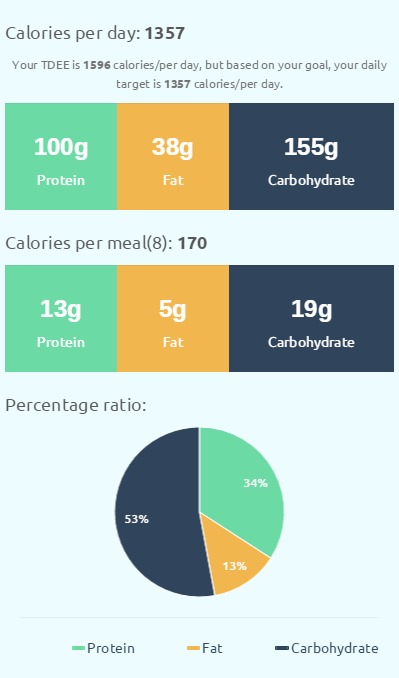 Calories per day: 1357
Your TDEE is 1596 calories/per day, but based on your goal, your daily
target is 1357 calories/per day.
100g 38g 155g
Protein Fat Carbohydrate
Calories per meal(8): 170
13g 5g 19g
Protein Fat Carbohydrate
Percentage ratio:
34%
53%
13%
Protein Fat Carbohydrate